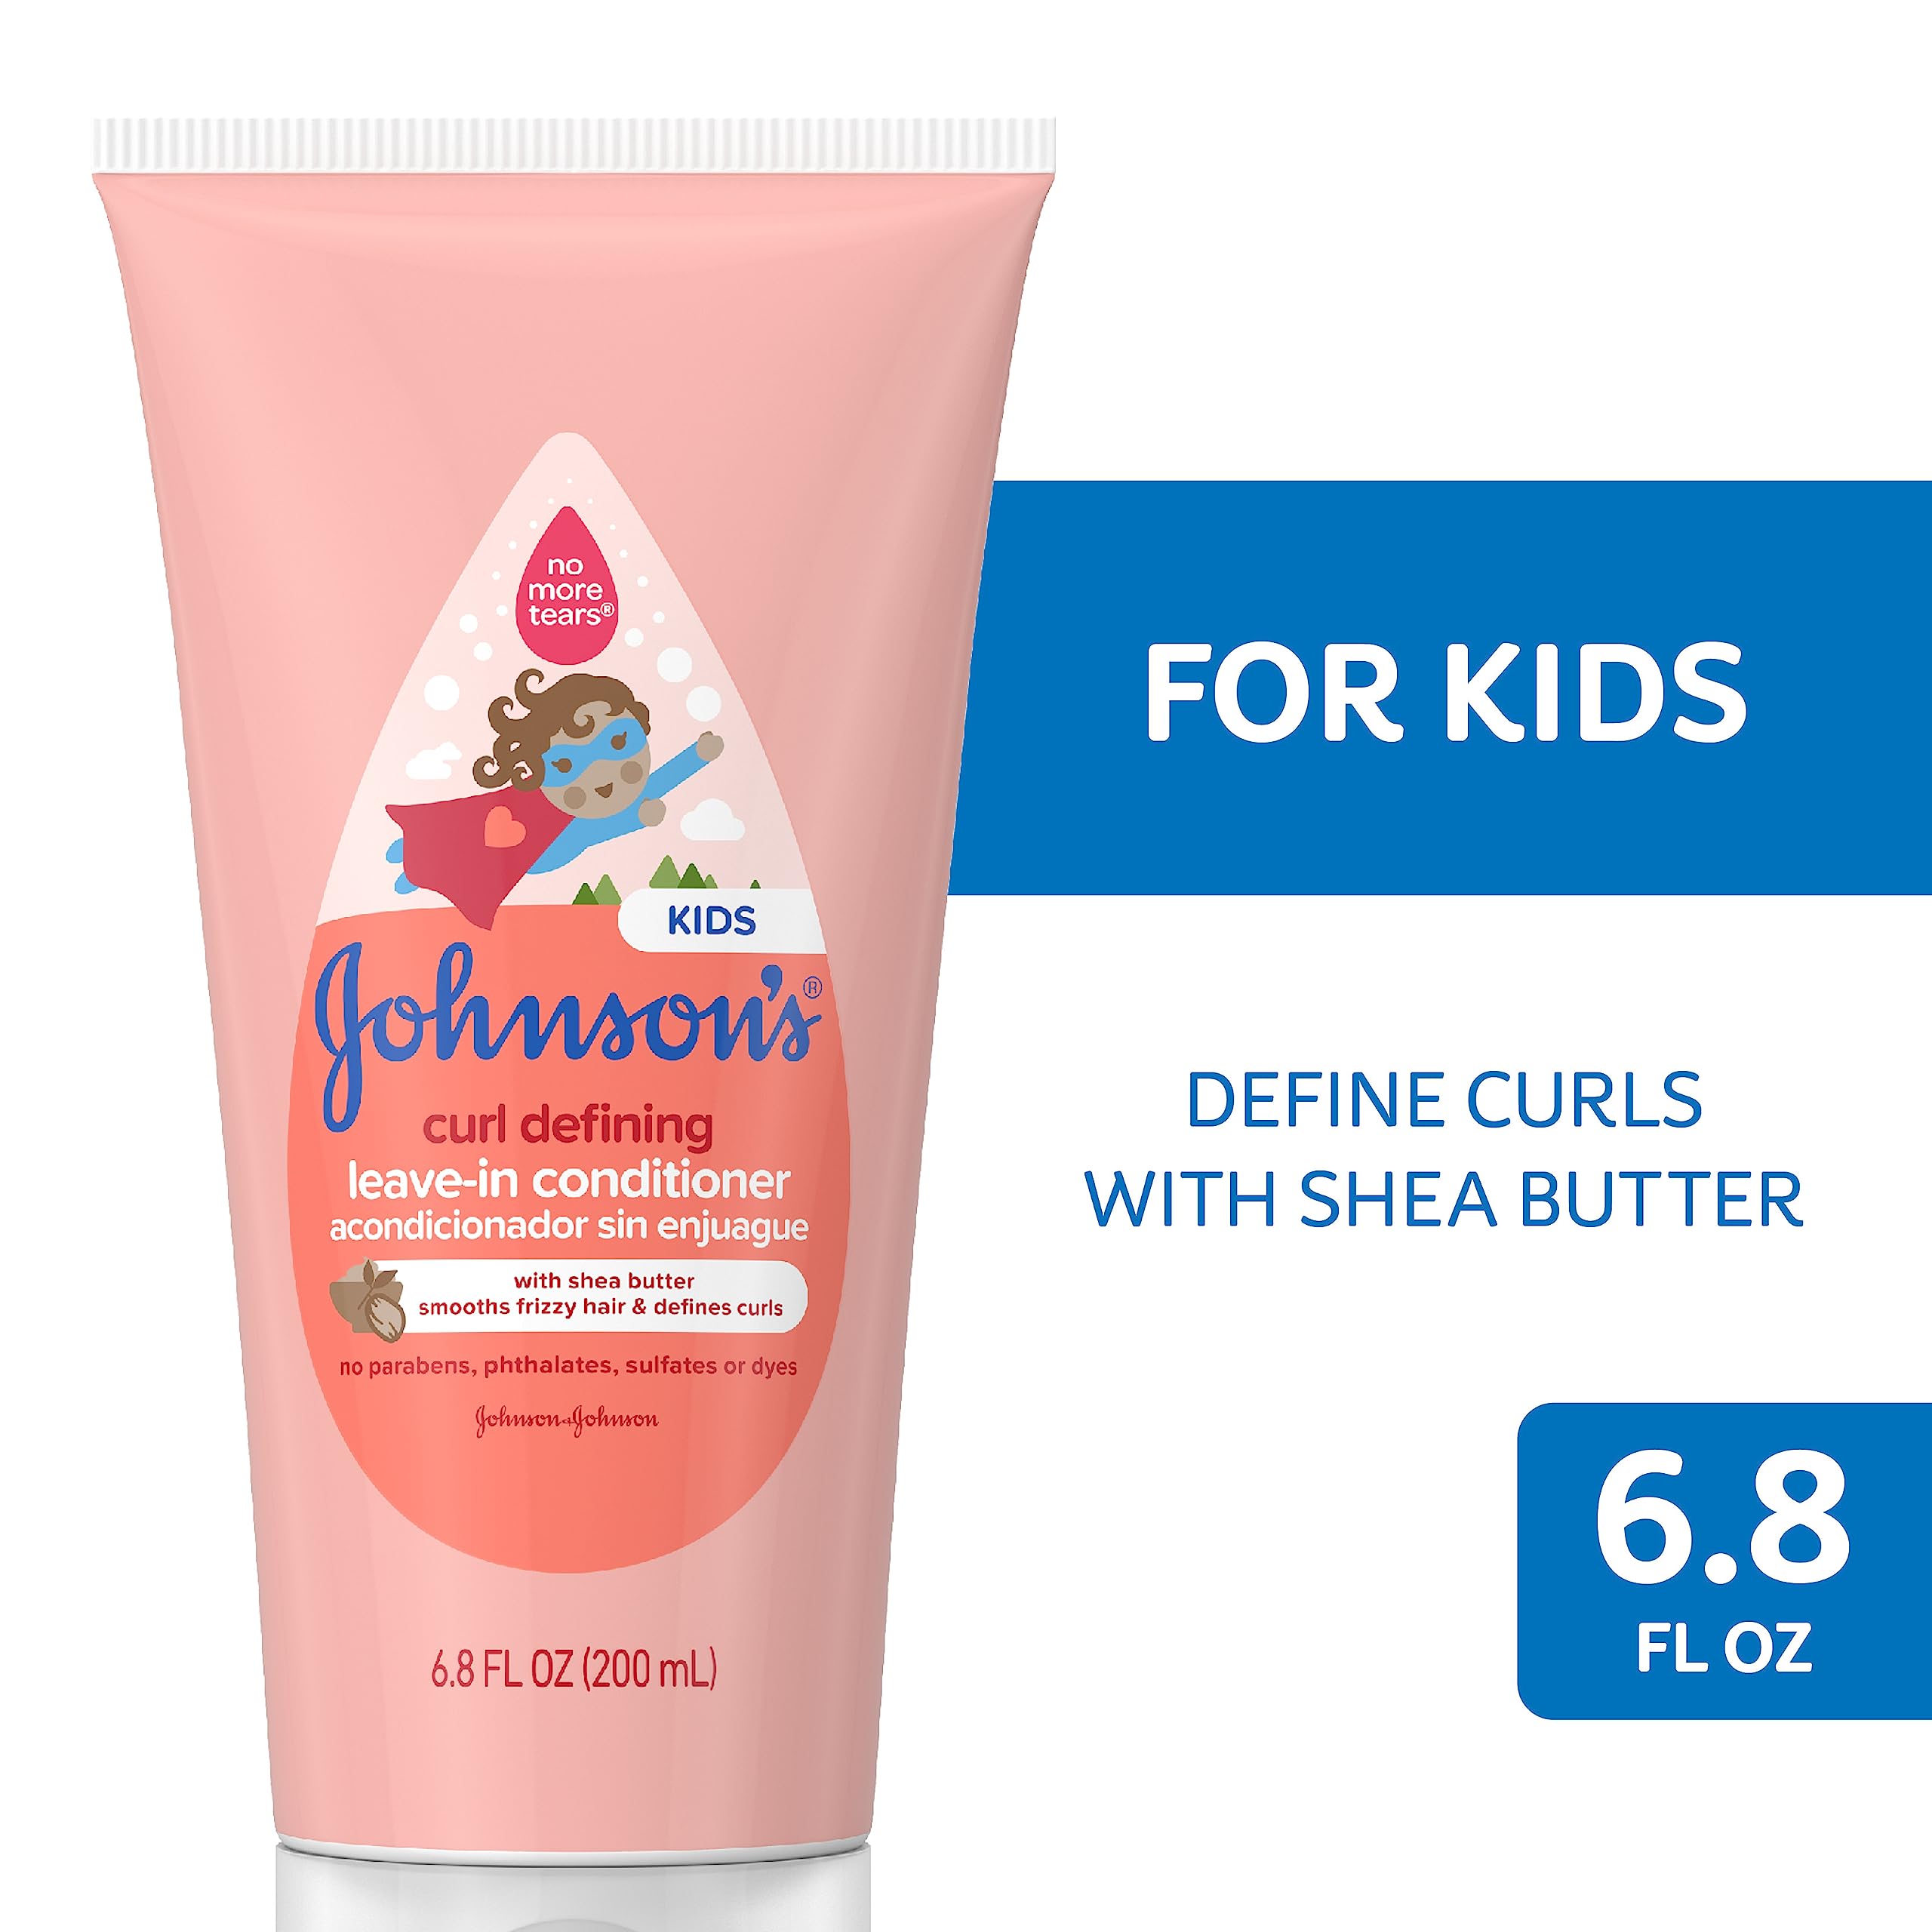 no
more
tears®
KIDS
Johnson's®
curl defining
leave-in conditioner
acondicionador sin enjuague
with shea butter
smooths frizzy hair & defines curls
no parabens, phthalates, sulfates or dyes
Johnson+Johnson
6.8 FL OZ (200 mL)
FOR KIDS
DEFINE CURLS
WITH SHEA BUTTER
6.8
FL OZ